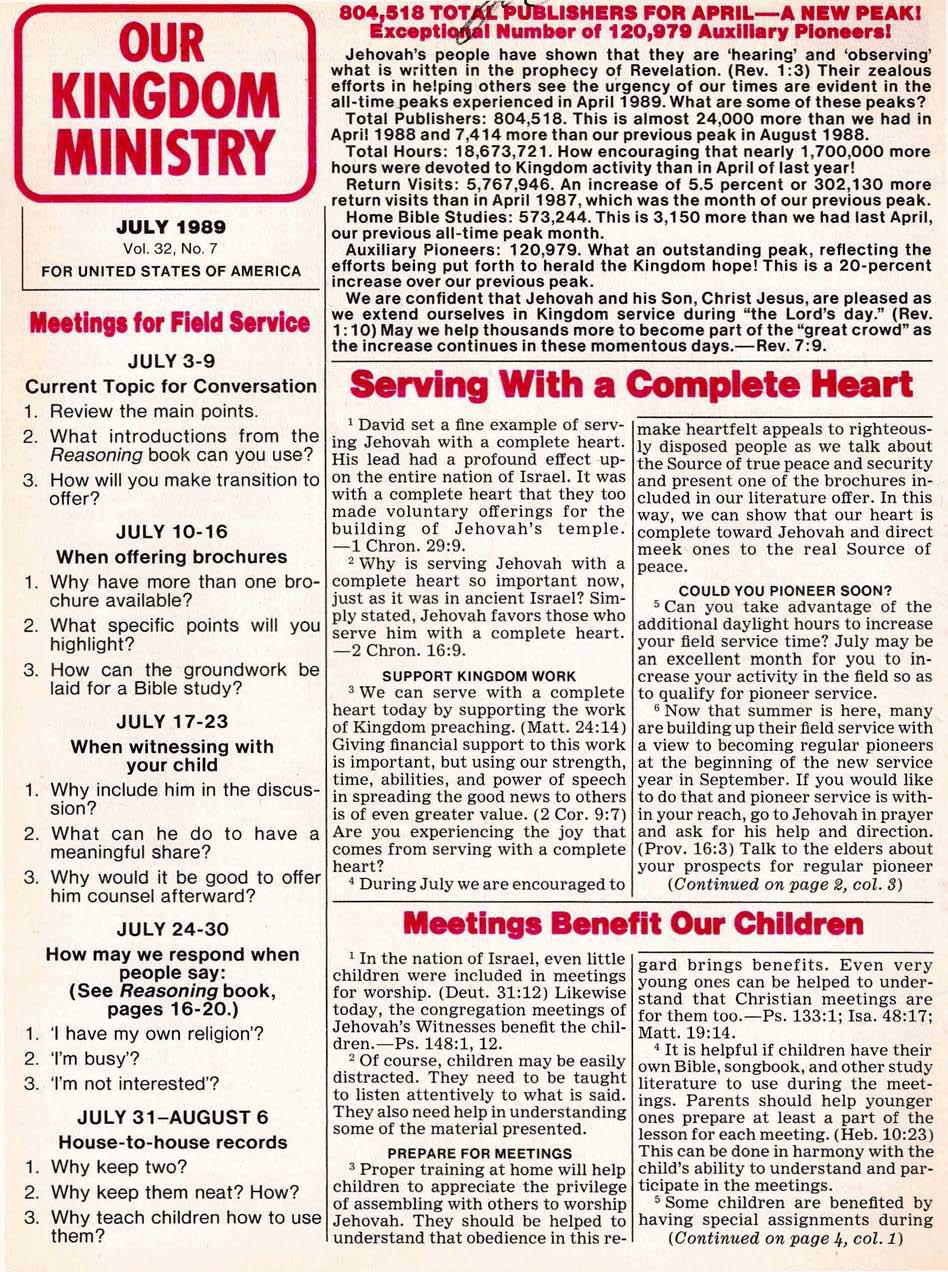 OUR
KINGDOM
MINISTRY
JULY 1989
Vol. 32, No. 7
FOR UNITED STATES OF AMERICA
Meetings for Field Service
JULY 3-9
Current Topic for Conversation
1. Review the main points.
2. What introductions from the
Reasoning book can you use?
3. How will you make transition to
offer?
JULY 10-16
When offering brochures
1. Why have more than one bro-
chure available?
2. What specific points will you
highlight?
3. How can the groundwork be
laid for a Bible study?
JULY 17-23
When witnessing with
your child
1. Why include him in the discus-
sion?
2. What can he do to have a
meaningful share?
3. Why would it be good to offer
him counsel afterward?
JULY 24-30
How may we respond when
people say:
(See Reasoning book,
pages 16-20.)
1. 'I have my own religion'?
2. 'I'm busy'?
3. 'I'm not interested'?
JULY 31–AUGUST 6
House-to-house records
1. Why keep two?
2. Why keep them neat? How?
3. Why teach children how to use
them?
804,518 TOTAL PUBLISHERS FOR APRIL—A NEW PEAK!
Exceptional Number of 120,979 Auxiliary Pioneers!
Jehovah's people have shown that they are 'hearing' and 'observing'
what is written in the prophecy of Revelation. (Rev. 1:3) Their zealous
efforts in helping others see the urgency of our times are evident in the
all-time peaks experienced in April 1989. What are some of these peaks?
Total Publishers: 804,518. This is almost 24,000 more than we had in
April 1988 and 7,414 more than our previous peak in August 1988.
Total Hours: 18,673,721. How encouraging that nearly 1,700,000 more
hours were devoted to Kingdom activity than in April of last year!
Return Visits: 5,767,946. An increase of 5.5 percent or 302,130 more
return visits than in April 1987, which was the month of our previous peak.
Home Bible Studies: 573,244. This is 3,150 more than we had last April,
our previous all-time peak month.
Auxiliary Pioneers: 120,979. What an outstanding peak, reflecting the
efforts being put forth to herald the Kingdom hope! This is a 20-percent
increase over our previous peak.
We are confident that Jehovah and his Son, Christ Jesus, are pleased as
we extend ourselves in Kingdom service during "the Lord's day." (Rev.
1:10) May we help thousands more to become part of the "great crowd" as
the increase continues in these momentous days.—Rev. 7:9.
Serving With a Complete Heart
1 David set a fine example of serv-
ing Jehovah with a complete heart.
His lead had a profound effect up-
on the entire nation of Israel. It was
with a complete heart that they too
made voluntary offerings for the
building of Jehovah's temple.
—1 Chron. 29:9.
2 Why is serving Jehovah with a
complete heart so important now,
just as it was in ancient Israel? Sim-
ply stated, Jehovah favors those who
serve him with a complete heart.
—2 Chron. 16:9.
SUPPORT KINGDOM WORK
3 We can serve with a complete
heart today by supporting the work
of Kingdom preaching. (Matt. 24:14)
Giving financial support to this work
is important, but using our strength,
time, abilities, and power of speech
in spreading the good news to others
is of even greater value. (2 Cor. 9:7)
Are you experiencing the joy that
comes from serving with a complete
heart?
4 During July we are encouraged to
make heartfelt appeals to righteous-
ly disposed people as we talk about
the Source of true peace and security
and present one of the brochures in-
cluded in our literature offer. In this
way, we can show that our heart is
complete toward Jehovah and direct
meek ones to the real Source of
peace.
COULD YOU PIONEER SOON?
5 Can you take advantage of the
additional daylight hours to increase
your field service time? July may be
an excellent month for you to in-
crease your activity in the field so as
to qualify for pioneer service.
6 Now that summer is here, many
are building up their field service with
a view to becoming regular pioneers
at the beginning of the new service
year in September. If you would like
to do that and pioneer service is with-
in your reach, go to Jehovah in prayer
and ask for his help and direction.
(Prov. 16:3) Talk to the elders about
your prospects for regular pioneer
(Continued on page 2, col. 3)
Meetings Benefit Our Children
1 In the nation of Israel, even little
children were included in meetings
for worship. (Deut. 31:12) Likewise
today, the congregation meetings of
Jehovah's Witnesses benefit the chil-
dren.—Ps. 148:1, 12.
2 Of course, children may be easily
distracted. They need to be taught
to listen attentively to what is said.
They also need help in understanding
some of the material presented.
PREPARE FOR MEETINGS
3 Proper training at home will help
children to appreciate the privilege
of assembling with others to worship
Jehovah. They should be helped to
understand that obedience in this re-
gard brings benefits. Even very
young ones can be helped to under-
stand that Christian meetings are
for them too.—Ps. 133:1; Isa. 48:17;
Matt. 19:14.
4 It is helpful if children have their
own Bible, songbook, and other study
literature to use during the meet-
ings. Parents should help younger
ones prepare at least a part of the
lesson for each meeting. (Heb. 10:23)
This can be done in harmony with the
child's ability to understand and par-
ticipate in the meetings.
5 Some children are benefited by
having special assignments during
(Continued on page 4, col. 1)